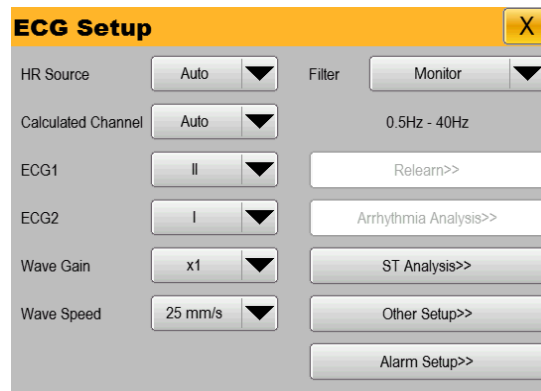 ECG Setup
X
HR Source
Auto
Filter
Monitor
Calculated Channel
Auto
0.5Hz - 40Hz
ECG1
II
Relearn>>
ECG2
I
Arrhythmia Analysis>>
Wave Gain
x1
ST Analysis>>
Wave Speed
25 mm/s
Other Setup>>
Alarm Setup>>